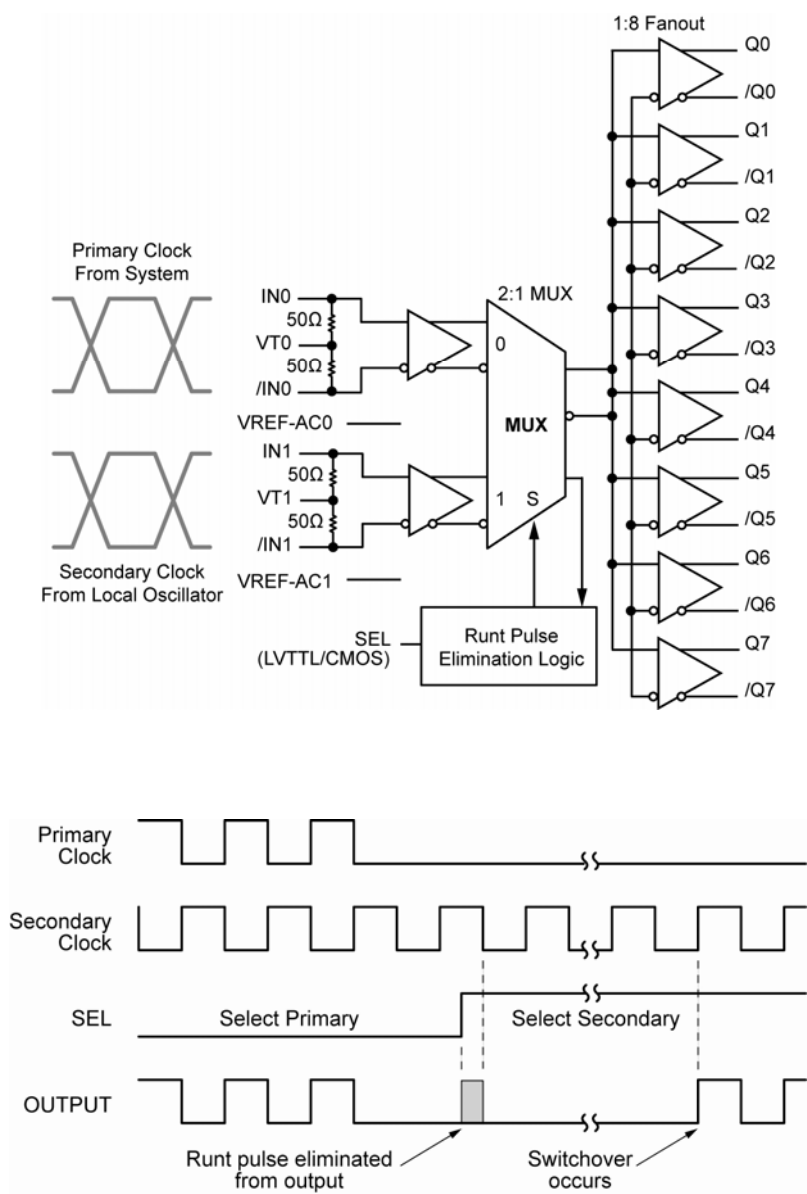 1:8 Fanout
Q0
/Q0
Q1
/Q1
Q2
/Q2
Q3
/Q3
Q4
/Q4
Q5
/Q5
Q6
/Q6
Q7
/Q7
Primary Clock
From System
Secondary Clock
From Local Oscillator
IN0
50Ω
VT0
50Ω
/IN0
VREF-AC0
IN1
50Ω
VT1
50Ω
/IN1
VREF-AC1
2:1 MUX
0
MUX
1 S
SEL
(LVTTL/CMOS)
Runt Pulse
Elimination Logic
Primary
Clock
Secondary
Clock
SEL
Select Primary
Select Secondary
OUTPUT
Runt pulse eliminated
from output
Switchover
occurs